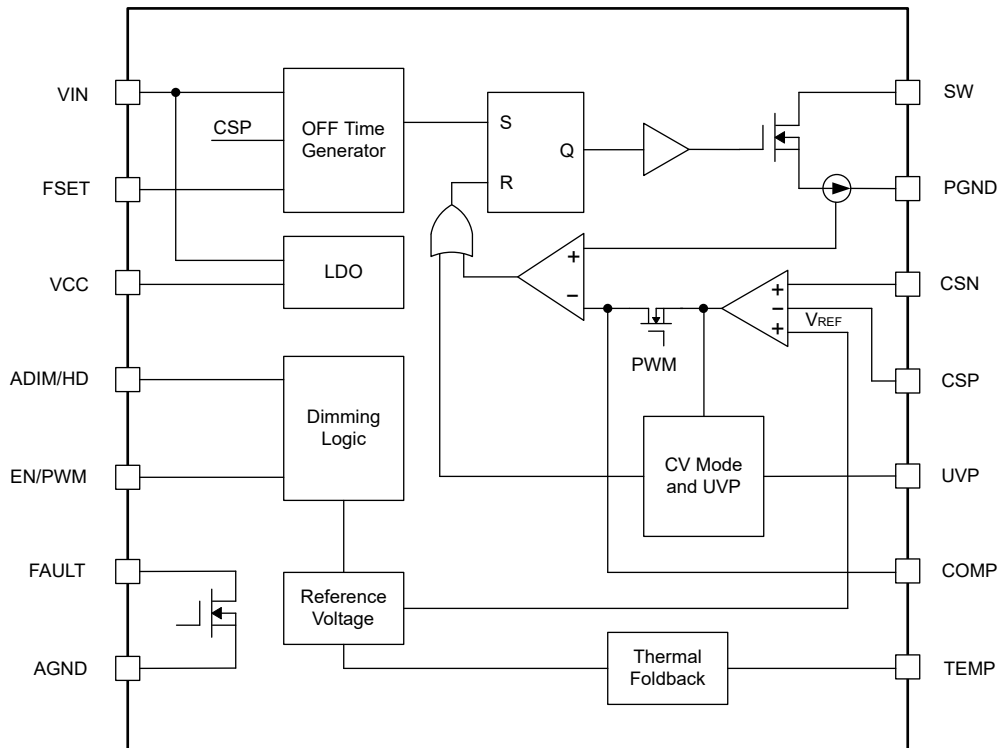 VIN
FSET
VCC
ADIM/HD
EN/PWM
FAULT
AGND
CSP
OFF Time
Generator
LDO
Dimming
Logic
Reference
Voltage
S
R
Q
+
−
PWM
+
−
+
VREF
CV Mode
and UVP
Thermal
Foldback
SW
PGND
CSN
CSP
UVP
COMP
TEMP